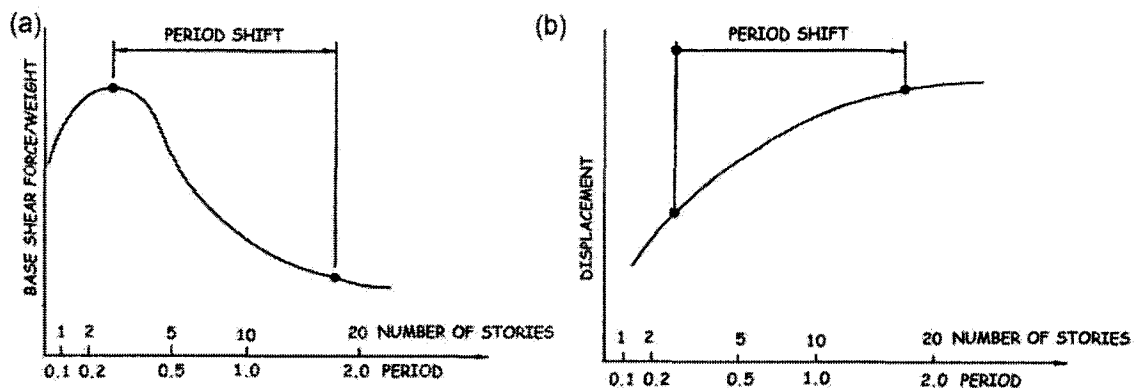 (a)
PERIOD SHIFT
BASE SHEAR FORCE/WEIGHT
1 2 5 10 20 NUMBER OF STORIES
0.1 0.2 0.5 1.0 2.0 PERIOD
(b)
PERIOD SHIFT
DISPLACEMENT
1 2 5 10 20 NUMBER OF STORIES
0.1 0.2 0.5 1.0 2.0 PERIOD